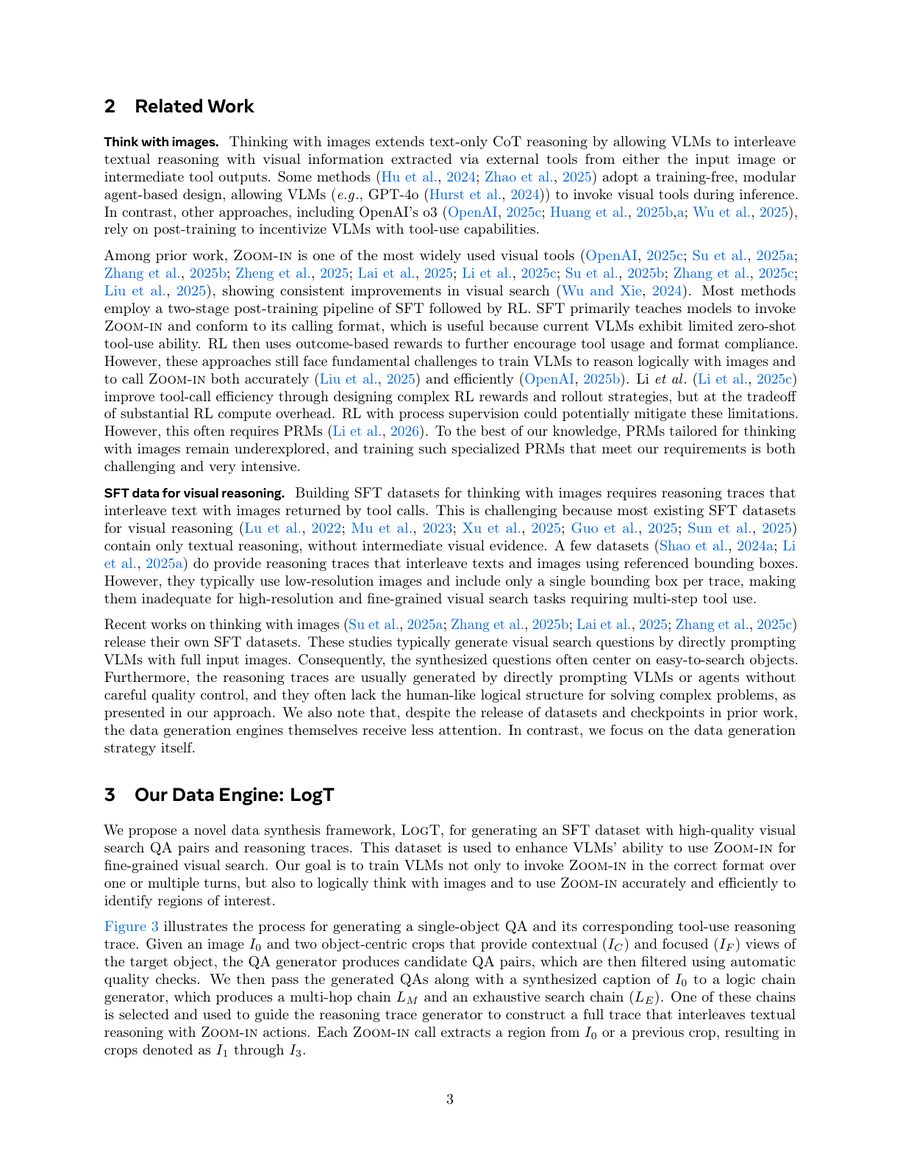 2 Related Work
Think with images. Thinking with images extends text-only CoT reasoning by allowing VLMs to interleave
textual reasoning with visual information extracted via external tools from either the input image or
intermediate tool outputs. Some methods (Hu et al., 2024; Zhao et al., 2025) adopt a training-free, modular
agent-based design, allowing VLMs (e.g., GPT-4o (Hurst et al., 2024)) to invoke visual tools during inference.
In contrast, other approaches, including OpenAI's o3 (OpenAI, 2025c; Huang et al., 2025b,a; Wu et al., 2025),
rely on post-training to incentivize VLMs with tool-use capabilities.
Among prior work, Zoom-in is one of the most widely used visual tools (OpenAI, 2025c; Su et al., 2025a;
Zhang et al., 2025b; Zheng et al., 2025; Lai et al., 2025; Li et al., 2025c; Su et al., 2025b; Zhang et al., 2025c;
Liu et al., 2025), showing consistent improvements in visual search (Wu and Xie, 2024). Most methods
employ a two-stage post-training pipeline of SFT followed by RL. SFT primarily teaches models to invoke
Zoom-in and conform to its calling format, which is useful because current VLMs exhibit limited zero-shot
tool-use ability. RL then uses outcome-based rewards to further encourage tool usage and format compliance.
However, these approaches still face fundamental challenges to train VLMs to reason logically with images and
to call Zoom-in both accurately (Liu et al., 2025) and efficiently (OpenAI, 2025b). Li et al. (Li et al., 2025c)
improve tool-call efficiency through designing complex RL rewards and rollout strategies, but at the tradeoff
of substantial RL compute overhead. RL with process supervision could potentially mitigate these limitations.
However, this often requires PRMs (Li et al., 2026). To the best of our knowledge, PRMs tailored for thinking
with images remain underexplored, and training such specialized PRMs that meet our requirements is both
challenging and very intensive.
SFT data for visual reasoning. Building SFT datasets for thinking with images requires reasoning traces that
interleave text with images returned by tool calls. This is challenging because most existing SFT datasets
for visual reasoning (Lu et al., 2022; Mu et al., 2023; Xu et al., 2025; Guo et al., 2025; Sun et al., 2025)
contain only textual reasoning, without intermediate visual evidence. A few datasets (Shao et al., 2024a; Li
et al., 2025a) do provide reasoning traces that interleave texts and images using referenced bounding boxes.
However, they typically use low-resolution images and include only a single bounding box per trace, making
them inadequate for high-resolution and fine-grained visual search tasks requiring multi-step tool use.
Recent works on thinking with images (Su et al., 2025a; Zhang et al., 2025b; Lai et al., 2025; Zhang et al., 2025c)
release their own SFT datasets. These studies typically generate visual search questions by directly prompting
VLMs with full input images. Consequently, the synthesized questions often center on easy-to-search objects.
Furthermore, the reasoning traces are usually generated by directly prompting VLMs or agents without
careful quality control, and they often lack the human-like logical structure for solving complex problems, as
presented in our approach. We also note that, despite the release of datasets and checkpoints in prior work,
the data generation engines themselves receive less attention. In contrast, we focus on the data generation
strategy itself.
3 Our Data Engine: LogT
We propose a novel data synthesis framework, LogT, for generating an SFT dataset with high-quality visual
search QA pairs and reasoning traces. This dataset is used to enhance VLMs' ability to use Zoom-in for
fine-grained visual search. Our goal is to train VLMs not only to invoke Zoom-in in the correct format over
one or multiple turns, but also to logically think with images and to use Zoom-in accurately and efficiently to
identify regions of interest.
Figure 3 illustrates the process for generating a single-object QA and its corresponding tool-use reasoning
trace. Given an image I0 and two object-centric crops that provide contextual (IC) and focused (IF) views of
the target object, the QA generator produces candidate QA pairs, which are then filtered using automatic
quality checks. We then pass the generated QAs along with a synthesized caption of I0 to a logic chain
generator, which produces a multi-hop chain LM and an exhaustive search chain (LE). One of these chains
is selected and used to guide the reasoning trace generator to construct a full trace that interleaves textual
reasoning with Zoom-in actions. Each Zoom-in call extracts a region from I0 or a previous crop, resulting in
crops denoted as I1 through I3.
3